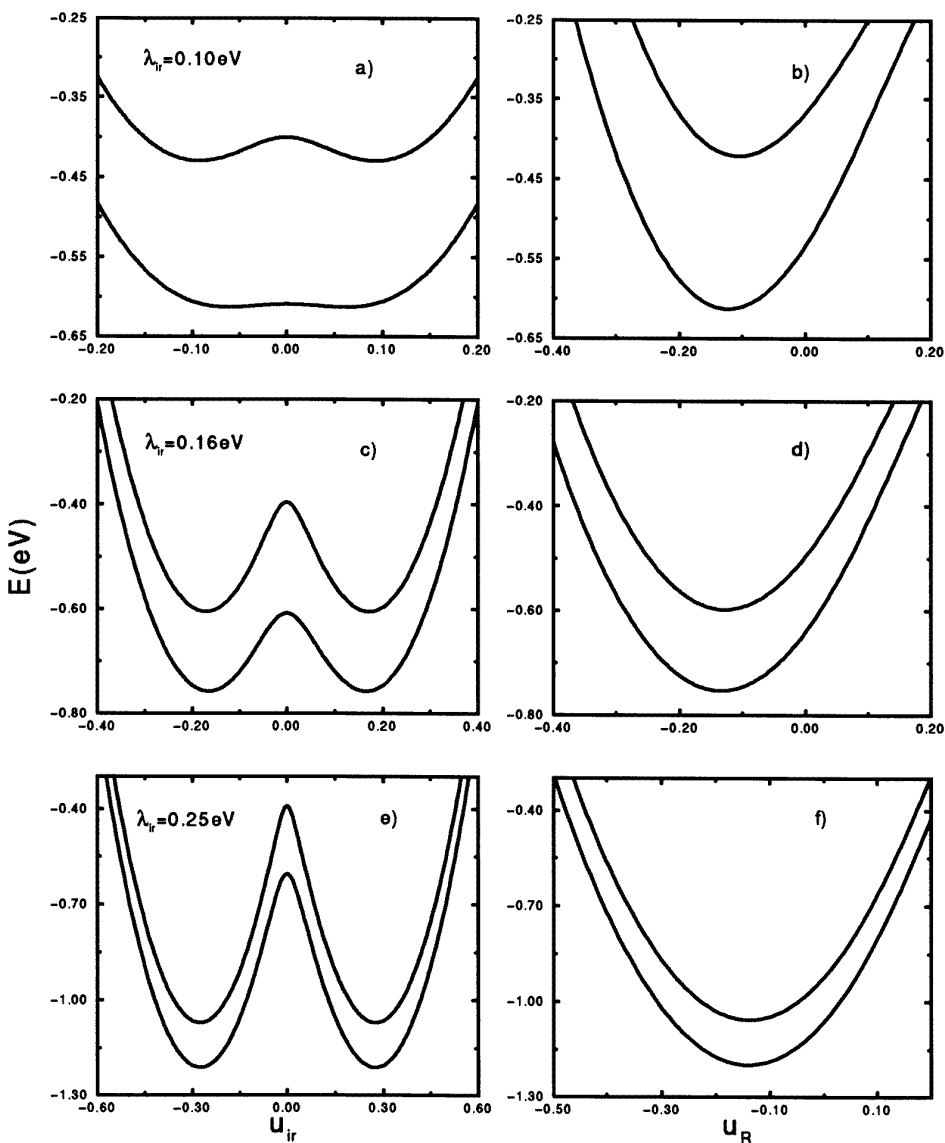 -0.25
-0.35
-0.45
-0.55
-0.65
λir=0.10eV
a)
-0.20 -0.10 0.00 0.10 0.20
-0.25
-0.35
-0.45
-0.55
-0.65
b)
-0.40 -0.20 0.00 0.20
E(eV)
-0.20
-0.40
-0.60
-0.80
λir=0.16eV
c)
-0.40 -0.20 0.00 0.20 0.40
-0.20
-0.40
-0.60
-0.80
d)
-0.40 -0.20 0.00 0.20
-0.40
-0.70
-1.00
-1.30
λir=0.25eV
e)
-0.60 -0.30 0.00 0.30 0.60
uir
-0.40
-0.70
-1.00
-1.30
f)
-0.50 -0.30 -0.10 0.10
uR